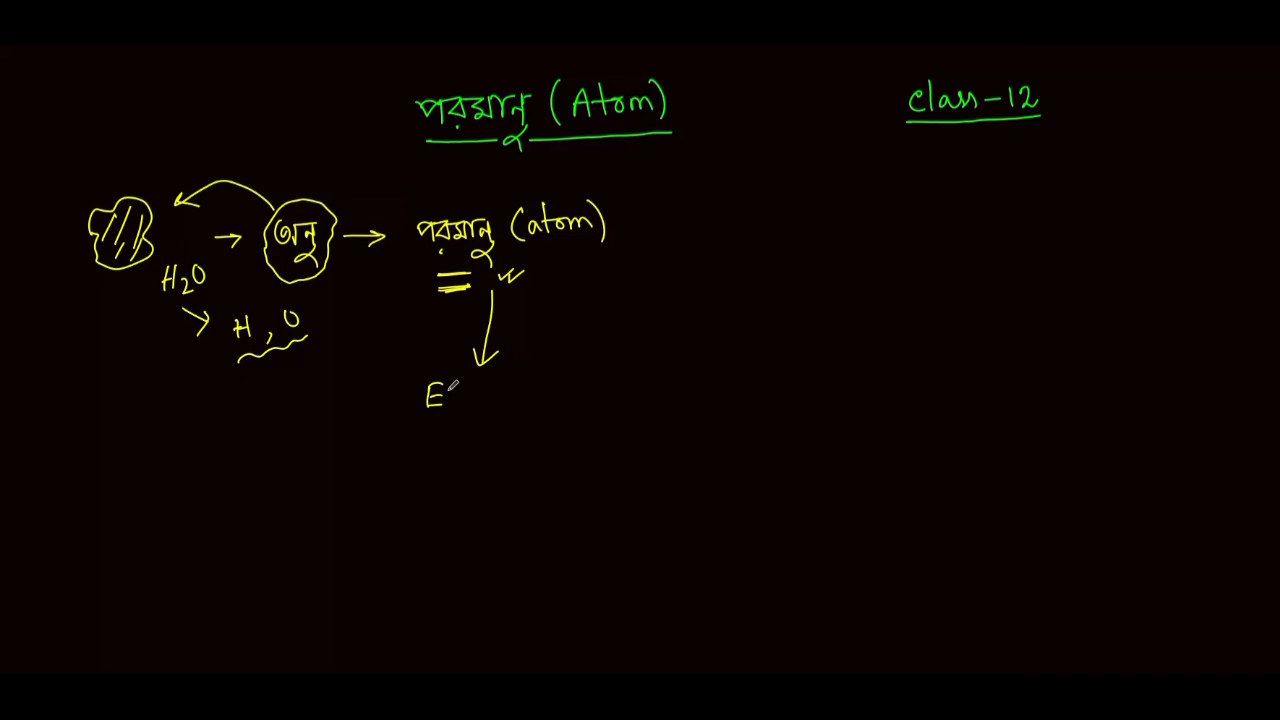 পরমানু (Atom)
class-12
অনু → পরমানু (atom)
H₂O
H, O
E